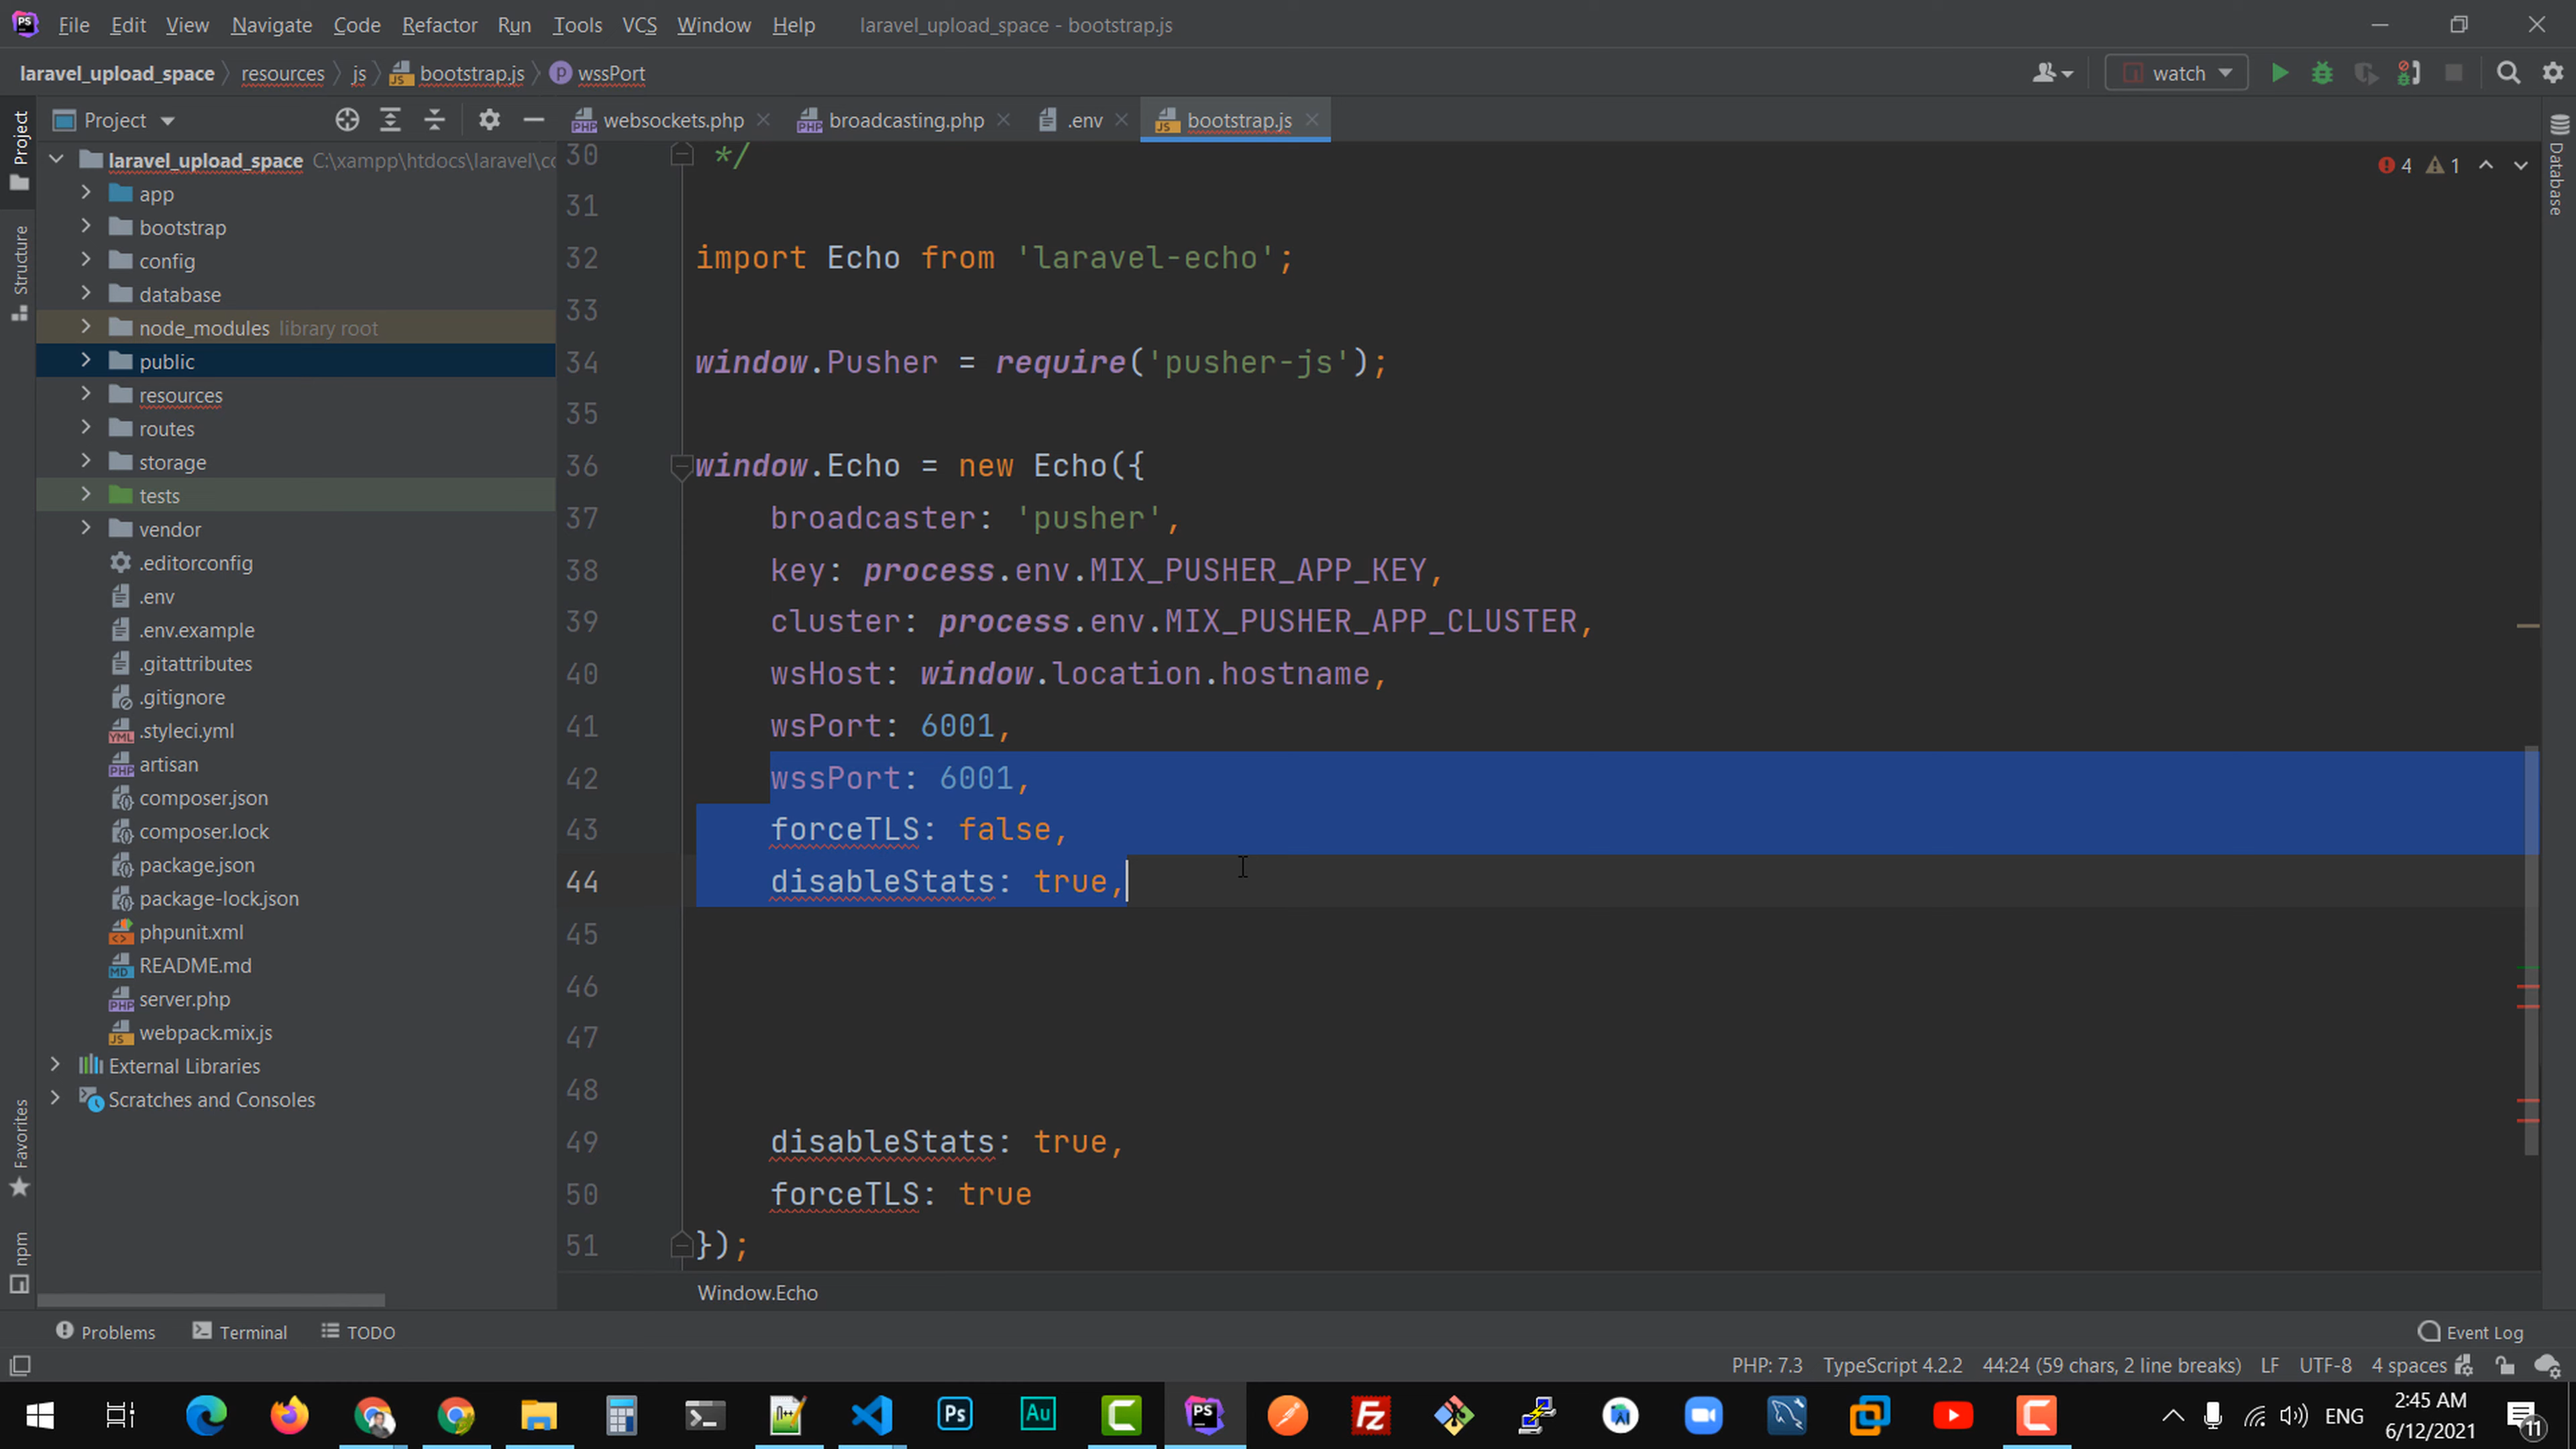 PS File Edit View Navigate Code Refactor Run Tools VCS Window Help laravel_upload_space - bootstrap.js
laravel_upload_space resources js bootstrap.js wssPort watch
Project websockets.php broadcasting.php .env bootstrap.js
laravel_upload_space C:\xampp\htdocs\laravel\co
app
bootstrap
config
database
node_modules library root
public
resources
routes
storage
tests
vendor
.editorconfig
.env
.env.example
.gitattributes
.gitignore
.styleci.yml
artisan
composer.json
composer.lock
package.json
package-lock.json
phpunit.xml
README.md
server.php
webpack.mix.js
External Libraries
Scratches and Consoles
Project
Structure
Favorites
npm
4 1
30 */
31
32 import Echo from 'laravel-echo';
33
34 window.Pusher = require('pusher-js');
35
36 window.Echo = new Echo({
37 broadcaster: 'pusher',
38 key: process.env.MIX_PUSHER_APP_KEY,
39 cluster: process.env.MIX_PUSHER_APP_CLUSTER,
40 wsHost: window.location.hostname,
41 wsPort: 6001,
42 wssPort: 6001,
43 forceTLS: false,
44 disableStats: true,
45
46
47
48
49 disableStats: true,
50 forceTLS: true
51 });
Window.Echo
Database
Problems Terminal TODO Event Log
PHP: 7.3 TypeScript 4.2.2 44:24 (59 chars, 2 line breaks) LF UTF-8 4 spaces
Ps Au PS Fz ENG 2:45 AM
6/12/2021 11